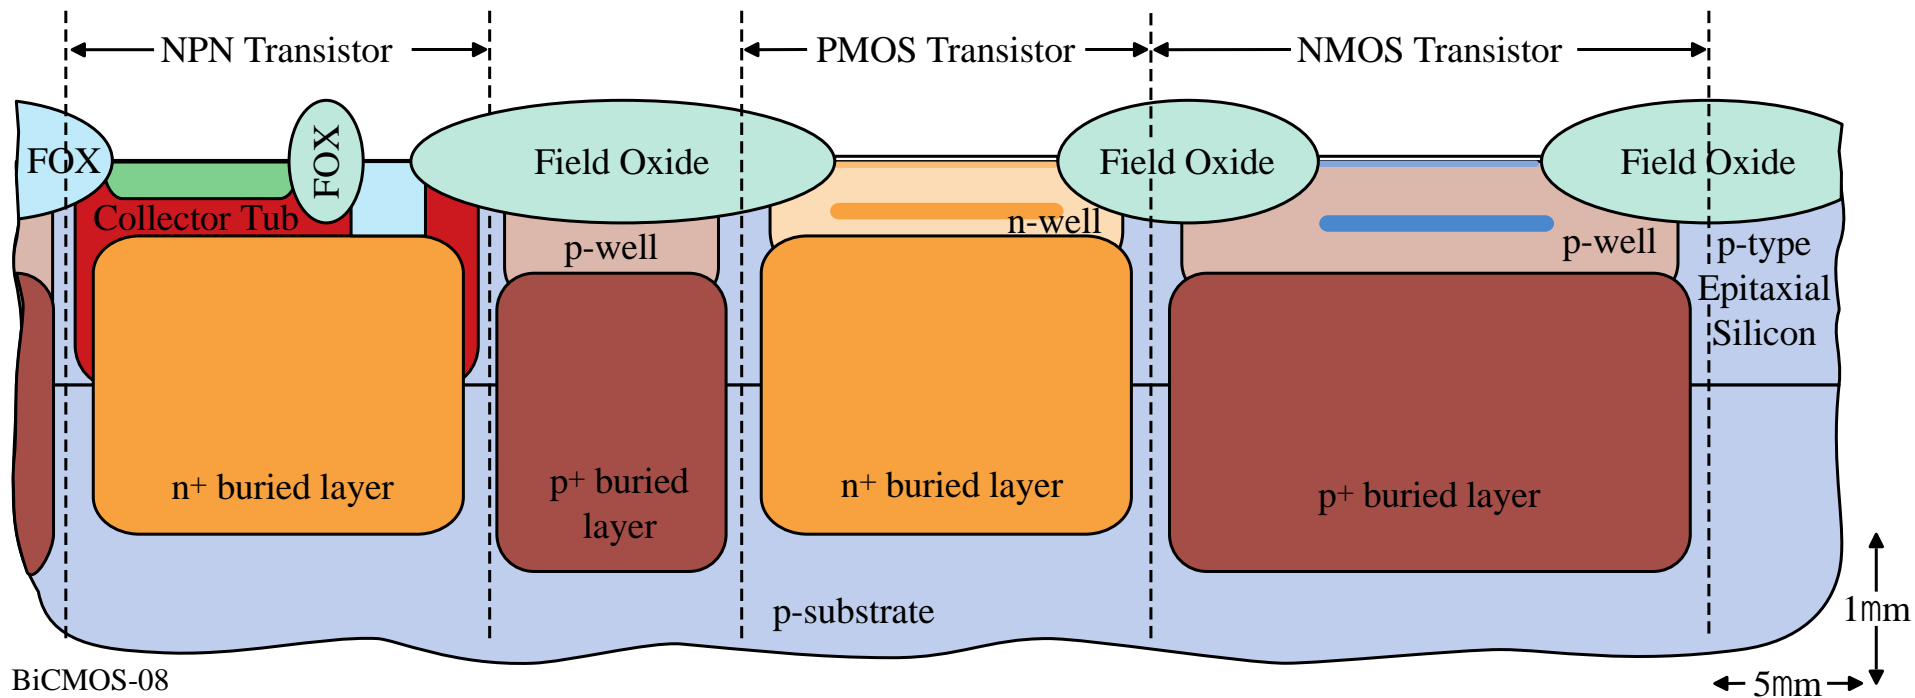 NPN Transistor
PMOS Transistor
NMOS Transistor
FOX
FOX
Field Oxide
Field Oxide
Field Oxide
Collector Tub
p-well
n-well
p-well
p-type
Epitaxial
Silicon
n+ buried layer
p+ buried
layer
n+ buried layer
p+ buried layer
p-substrate
1mm
5mm
BiCMOS-08